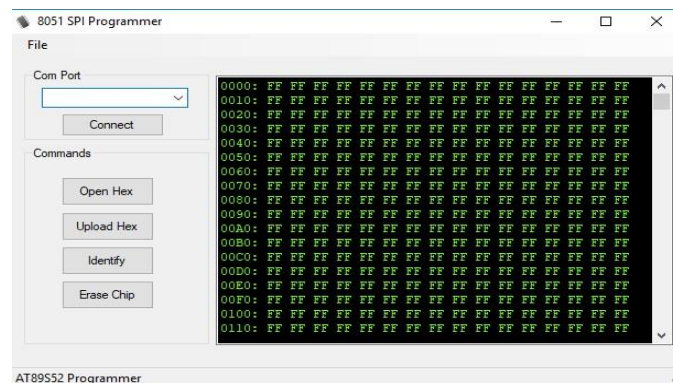 8051 SPI Programmer
File
Com Port
Connect
Commands
Open Hex
Upload Hex
Identify
Erase Chip
0000: FF FF FF FF FF FF FF FF FF FF FF FF FF FF FF FF
0010: FF FF FF FF FF FF FF FF FF FF FF FF FF FF FF FF
0020: FF FF FF FF FF FF FF FF FF FF FF FF FF FF FF FF
0030: FF FF FF FF FF FF FF FF FF FF FF FF FF FF FF FF
0040: FF FF FF FF FF FF FF FF FF FF FF FF FF FF FF FF
0050: FF FF FF FF FF FF FF FF FF FF FF FF FF FF FF FF
0060: FF FF FF FF FF FF FF FF FF FF FF FF FF FF FF FF
0070: FF FF FF FF FF FF FF FF FF FF FF FF FF FF FF FF
0080: FF FF FF FF FF FF FF FF FF FF FF FF FF FF FF FF
0090: FF FF FF FF FF FF FF FF FF FF FF FF FF FF FF FF
00A0: FF FF FF FF FF FF FF FF FF FF FF FF FF FF FF FF
00B0: FF FF FF FF FF FF FF FF FF FF FF FF FF FF FF FF
00C0: FF FF FF FF FF FF FF FF FF FF FF FF FF FF FF FF
00D0: FF FF FF FF FF FF FF FF FF FF FF FF FF FF FF FF
00E0: FF FF FF FF FF FF FF FF FF FF FF FF FF FF FF FF
00F0: FF FF FF FF FF FF FF FF FF FF FF FF FF FF FF FF
0100: FF FF FF FF FF FF FF FF FF FF FF FF FF FF FF FF
0110: FF FF FF FF FF FF FF FF FF FF FF FF FF FF FF FF
AT89S52 Programmer